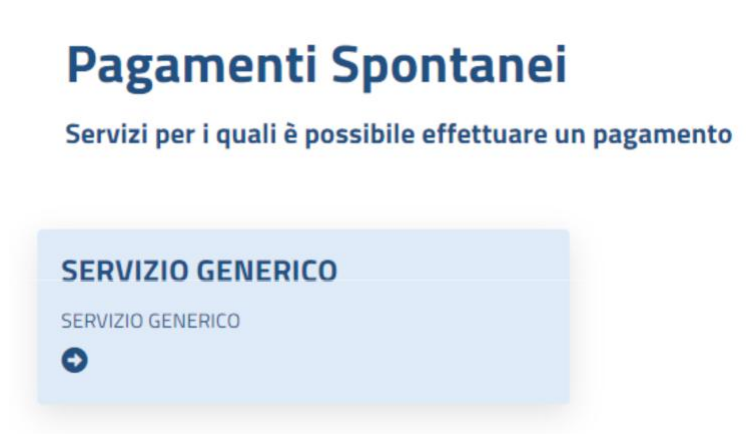 Pagamenti Spontanei
Servizi per i quali è possibile effettuare un pagamento
SERVIZIO GENERICO
SERVIZIO GENERICO